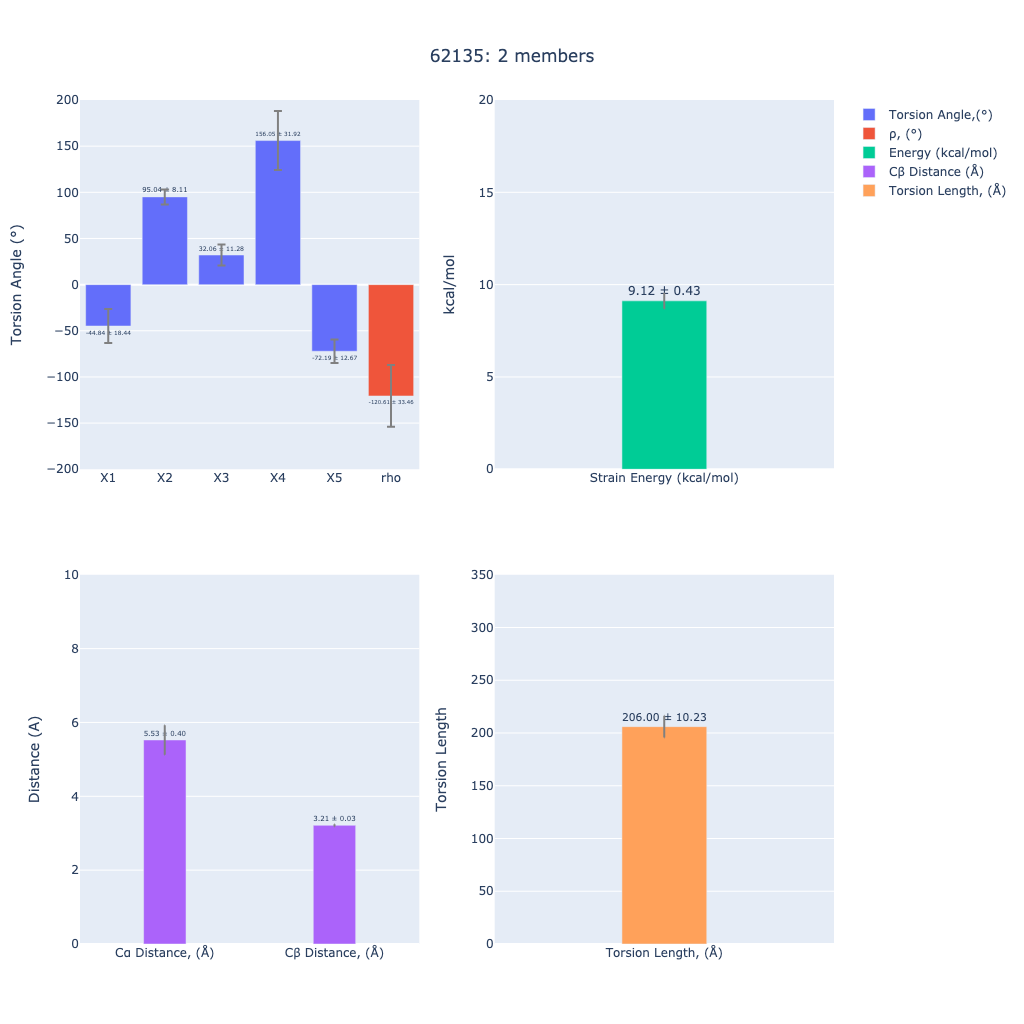 62135: 2 members
Torsion Angle (°)
200
150
100
50
0
−50
−100
−150
−200
-44.84 ± 18.44
95.04 ± 8.11
32.06 ± 11.28
156.05 ± 31.92
-72.19 ± 12.67
-120.61 ± 33.46
X1 X2 X3 X4 X5 rho
kcal/mol
20
15
10
5
0
9.12 ± 0.43
Strain Energy (kcal/mol)
Torsion Angle,(°)
ρ, (°)
Energy (kcal/mol)
Cβ Distance (Å)
Torsion Length, (Å)
Distance (A)
10
8
6
4
2
0
5.53 ± 0.40
3.21 ± 0.03
Cα Distance, (Å) Cβ Distance, (Å)
Torsion Length
350
300
250
200
150
100
50
0
206.00 ± 10.23
Torsion Length, (Å)